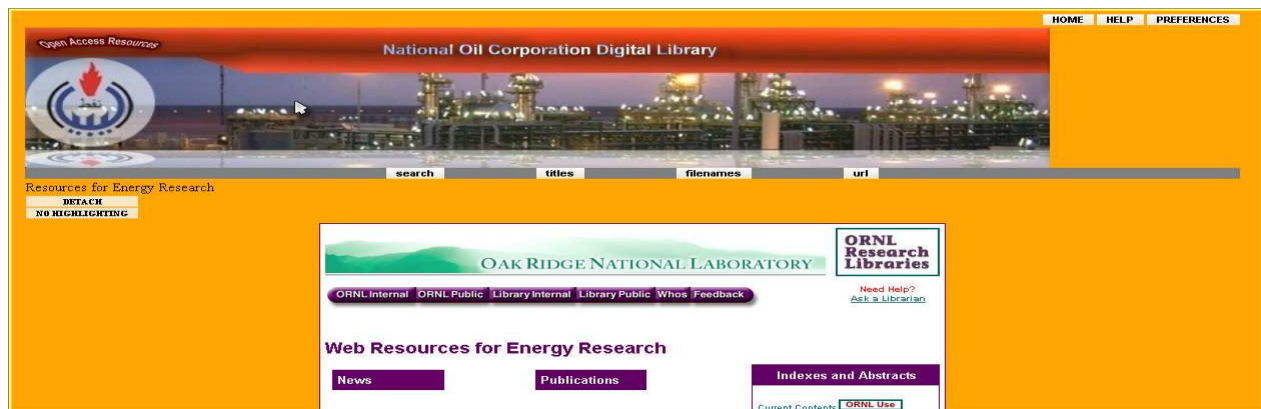 HOME HELP PREFERENCES
Open Access Resources
National Oil Corporation Digital Library
نفط
search titles filenames url
Resources for Energy Research
DETACH
NO HIGHLIGHTING
OAK RIDGE NATIONAL LABORATORY
ORNL
Research
Libraries
ORNL Internal ORNL Public Library Internal Library Public Whos Feedback
Need Help?
Ask a Librarian
Web Resources for Energy Research
News Publications Indexes and Abstracts
Current Contents ORNL Use